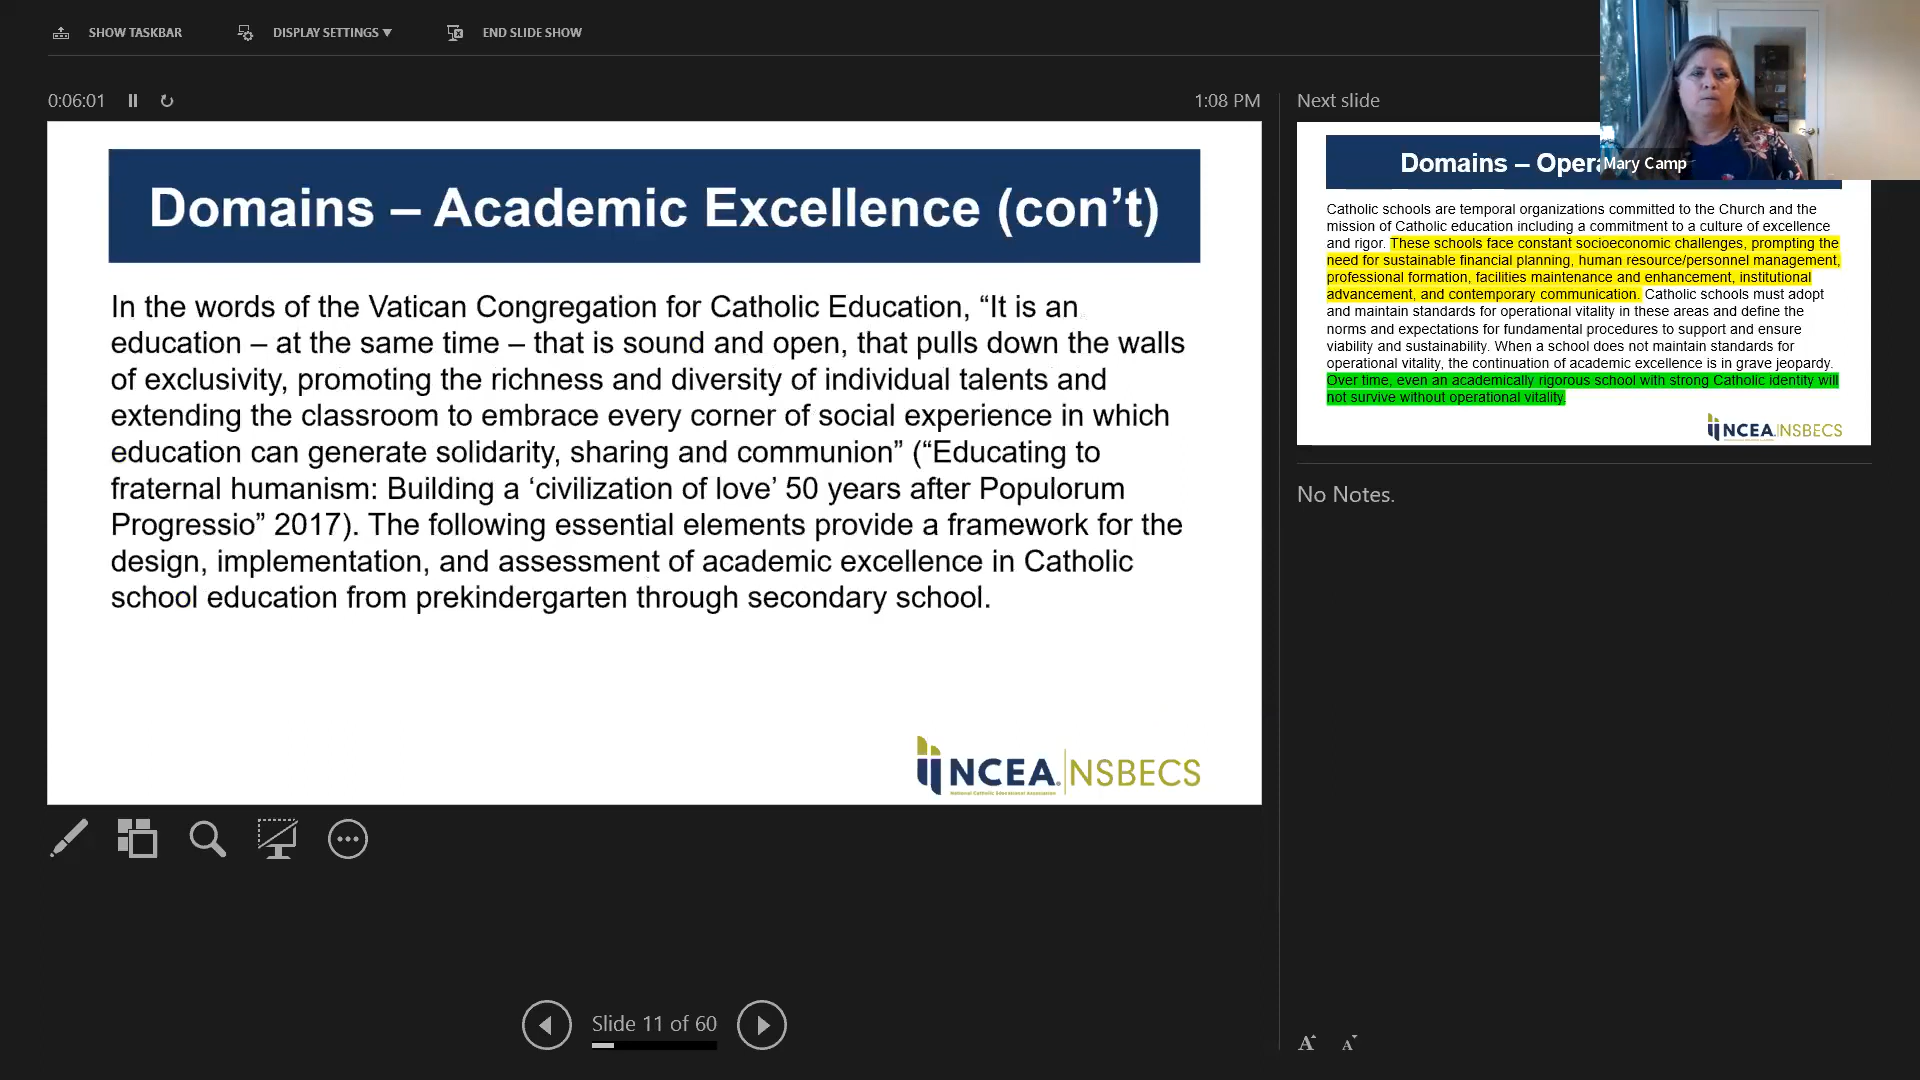 SHOW TASKBAR
DISPLAY SETTINGS ▼
END SLIDE SHOW
0:06:01
1:08 PM
Domains – Academic Excellence (con’t)
In the words of the Vatican Congregation for Catholic Education, “It is an
education – at the same time – that is sound and open, that pulls down the walls
of exclusivity, promoting the richness and diversity of individual talents and
extending the classroom to embrace every corner of social experience in which
education can generate solidarity, sharing and communion” (“Educating to
fraternal humanism: Building a ‘civilization of love’ 50 years after Populorum
Progressio” 2017). The following essential elements provide a framework for the
design, implementation, and assessment of academic excellence in Catholic
school education from prekindergarten through secondary school.
NCEA. NSBECS
National Catholic Educational Association
Slide 11 of 60
Next slide
Mary Camp
Domains – Oper
Catholic schools are temporal organizations committed to the Church and the
mission of Catholic education including a commitment to a culture of excellence
and rigor. These schools face constant socioeconomic challenges, prompting the
need for sustainable financial planning, human resource/personnel management,
professional formation, facilities maintenance and enhancement, institutional
advancement, and contemporary communication. Catholic schools must adopt
and maintain standards for operational vitality in these areas and define the
norms and expectations for fundamental procedures to support and ensure
viability and sustainability. When a school does not maintain standards for
operational vitality, the continuation of academic excellence is in grave jeopardy.
Over time, even an academically rigorous school with strong Catholic identity will
not survive without operational vitality.
NCEA. NSBECS
No Notes.
A A